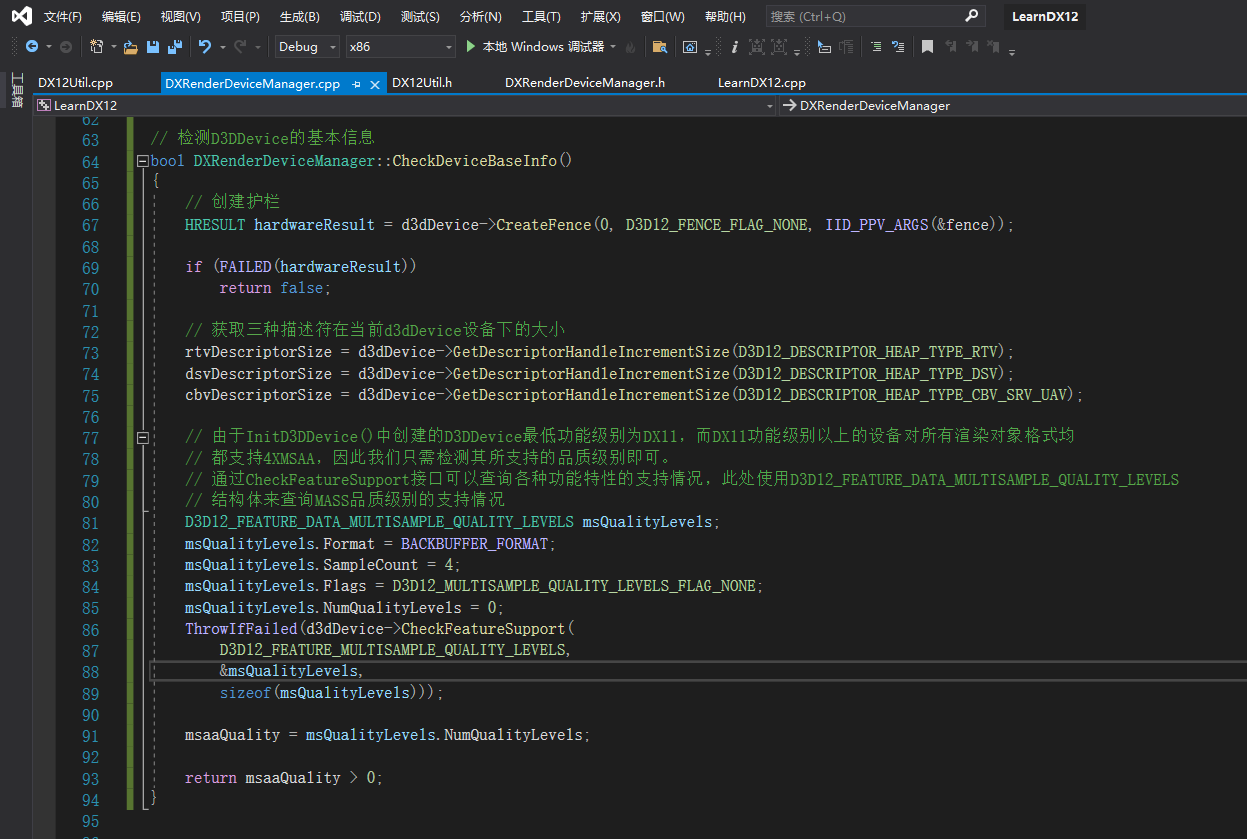 文件(F) 编辑(E) 视图(V) 项目(P) 生成(B) 调试(D) 测试(S) 分析(N) 工具(T) 扩展(X) 窗口(W) 帮助(H) 搜索 (Ctrl+Q) LearnDX12
Debug x86 本地 Windows 调试器
工具箱
DX12Util.cpp DXRenderDeviceManager.cpp DX12Util.h DXRenderDeviceManager.h LearnDX12.cpp
LearnDX12 DXRenderDeviceManager
62
63 // 检测D3DDevice的基本信息
64 bool DXRenderDeviceManager::CheckDeviceBaseInfo()
65 {
66 // 创建护栏
67 HRESULT hardwareResult = d3dDevice->CreateFence(0, D3D12_FENCE_FLAG_NONE, IID_PPV_ARGS(&fence));
68
69 if (FAILED(hardwareResult))
70 return false;
71
72 // 获取三种描述符在当前d3dDevice设备下的大小
73 rtvDescriptorSize = d3dDevice->GetDescriptorHandleIncrementSize(D3D12_DESCRIPTOR_HEAP_TYPE_RTV);
74 dsvDescriptorSize = d3dDevice->GetDescriptorHandleIncrementSize(D3D12_DESCRIPTOR_HEAP_TYPE_DSV);
75 cbvDescriptorSize = d3dDevice->GetDescriptorHandleIncrementSize(D3D12_DESCRIPTOR_HEAP_TYPE_CBV_SRV_UAV);
76
77 // 由于InitD3DDevice()中创建的D3DDevice最低功能级别为DX11，而DX11功能级别以上的设备对所有渲染对象格式均
78 // 都支持4XMSAA，因此我们只需检测其所支持的品质级别即可。
79 // 通过CheckFeatureSupport接口可以查询各种功能特性的支持情况，此处使用D3D12_FEATURE_DATA_MULTISAMPLE_QUALITY_LEVELS
80 // 结构体来查询MASS品质级别的支持情况
81 D3D12_FEATURE_DATA_MULTISAMPLE_QUALITY_LEVELS msQualityLevels;
82 msQualityLevels.Format = BACKBUFFER_FORMAT;
83 msQualityLevels.SampleCount = 4;
84 msQualityLevels.Flags = D3D12_MULTISAMPLE_QUALITY_LEVELS_FLAG_NONE;
85 msQualityLevels.NumQualityLevels = 0;
86 ThrowIfFailed(d3dDevice->CheckFeatureSupport(
87 D3D12_FEATURE_MULTISAMPLE_QUALITY_LEVELS,
88 &msQualityLevels,
89 sizeof(msQualityLevels)));
90
91 msaaQuality = msQualityLevels.NumQualityLevels;
92
93 return msaaQuality > 0;
94 }
95